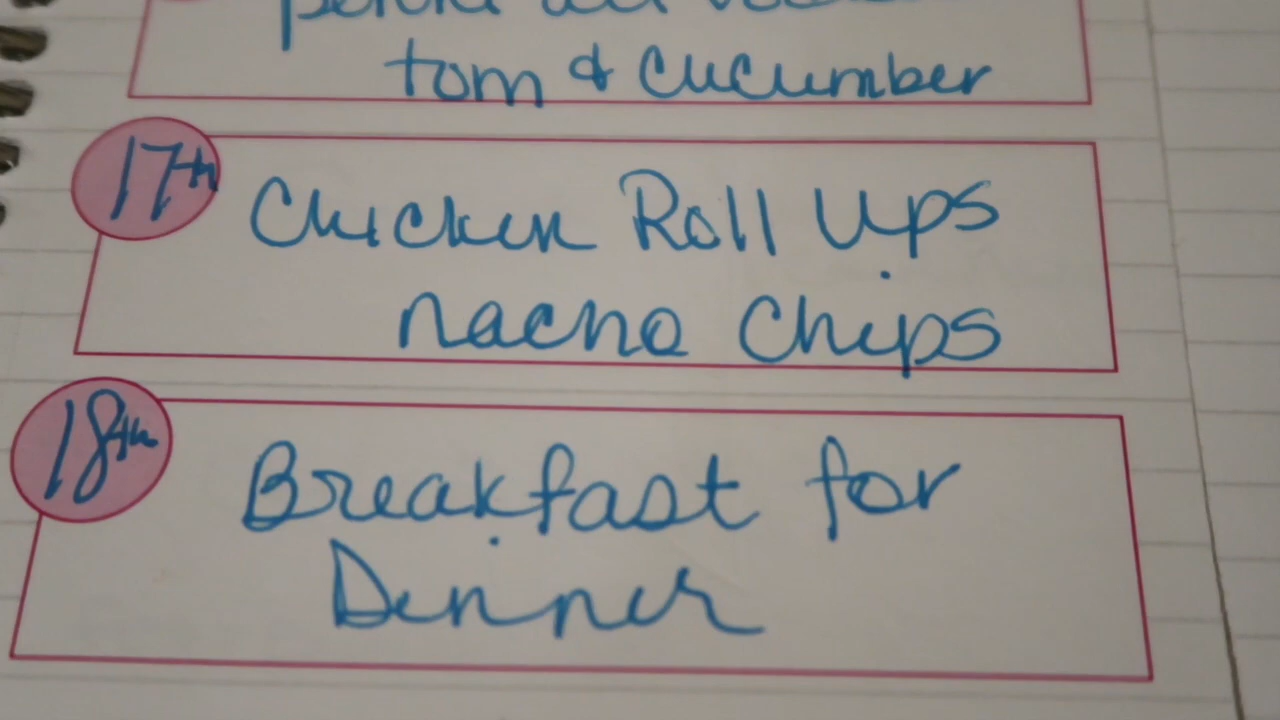 tom & cucumber
17th
Chicken Roll Ups
nacho Chips
18th
Breakfast for
Dinner